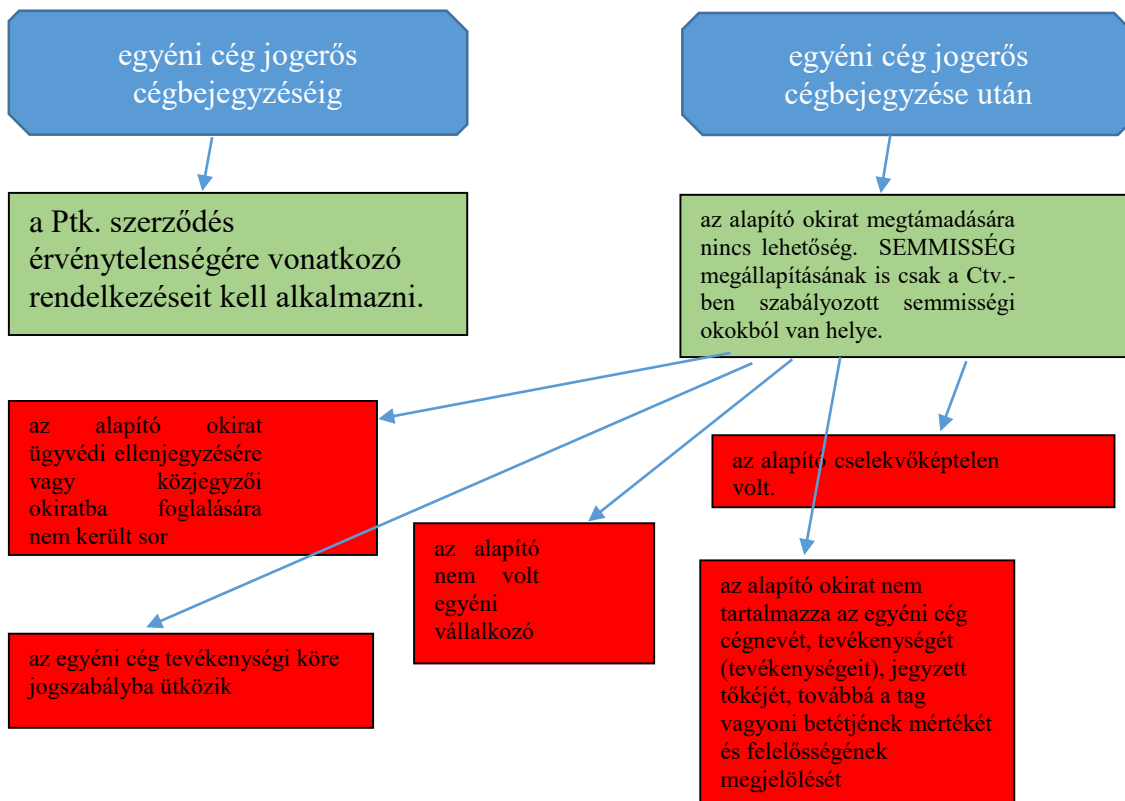 egyéni cég jogerős
cégbejegyzéséig
egyéni cég jogerős
cégbejegyzése után
a Ptk. szerződés
érvénytelenségére vonatkozó
rendelkezéseit kell alkalmazni.
az alapító okirat megtámadására
nincs lehetőség. SEMMISSÉG
megállapításának is csak a Ctv.-
ben szabályozott semmisségi
okokból van helye.
az alapító okirat
ügyvédi ellenjegyzésére
vagy közjegyzői
okiratba foglalására
nem került sor
az alapító cselekvőképtelen
volt.
az alapító
nem volt
egyéni
vállalkozó
az alapító okirat nem
tartalmazza az egyéni cég
cégnevét, tevékenységét
(tevékenységeit), jegyzett
tőkéjét, továbbá a tag
vagyoni betétjének mértékét
és felelősségének
megjelölését
az egyéni cég tevékenységi köre
jogszabályba ütközik